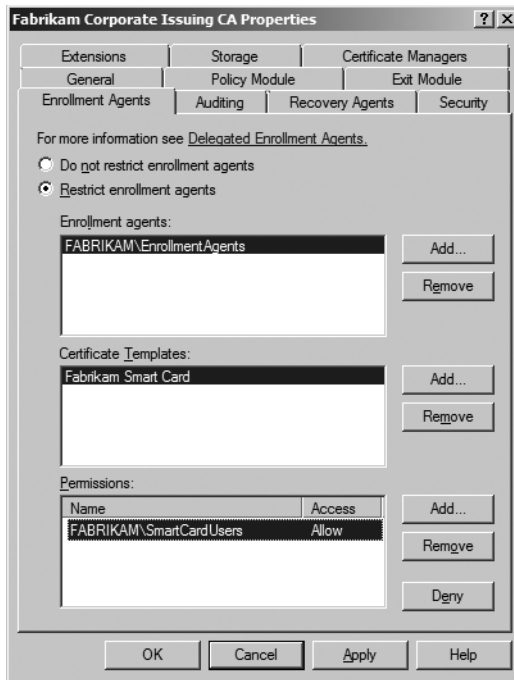 Fabrikam Corporate Issuing CA Properties
Extensions Storage Certificate Managers
General Policy Module Exit Module
Enrollment Agents Auditing Recovery Agents Security
For more information see Delegated Enrollment Agents.
Do not restrict enrollment agents
Restrict enrollment agents
Enrollment agents:
FABRIKAM\EnrollmentAgents
Add...
Remove
Certificate Templates:
Fabrikam Smart Card
Add...
Remove
Permissions:
Name Access
FABRIKAM\SmartCardUsers Allow
Add...
Remove
Deny
OK Cancel Apply Help